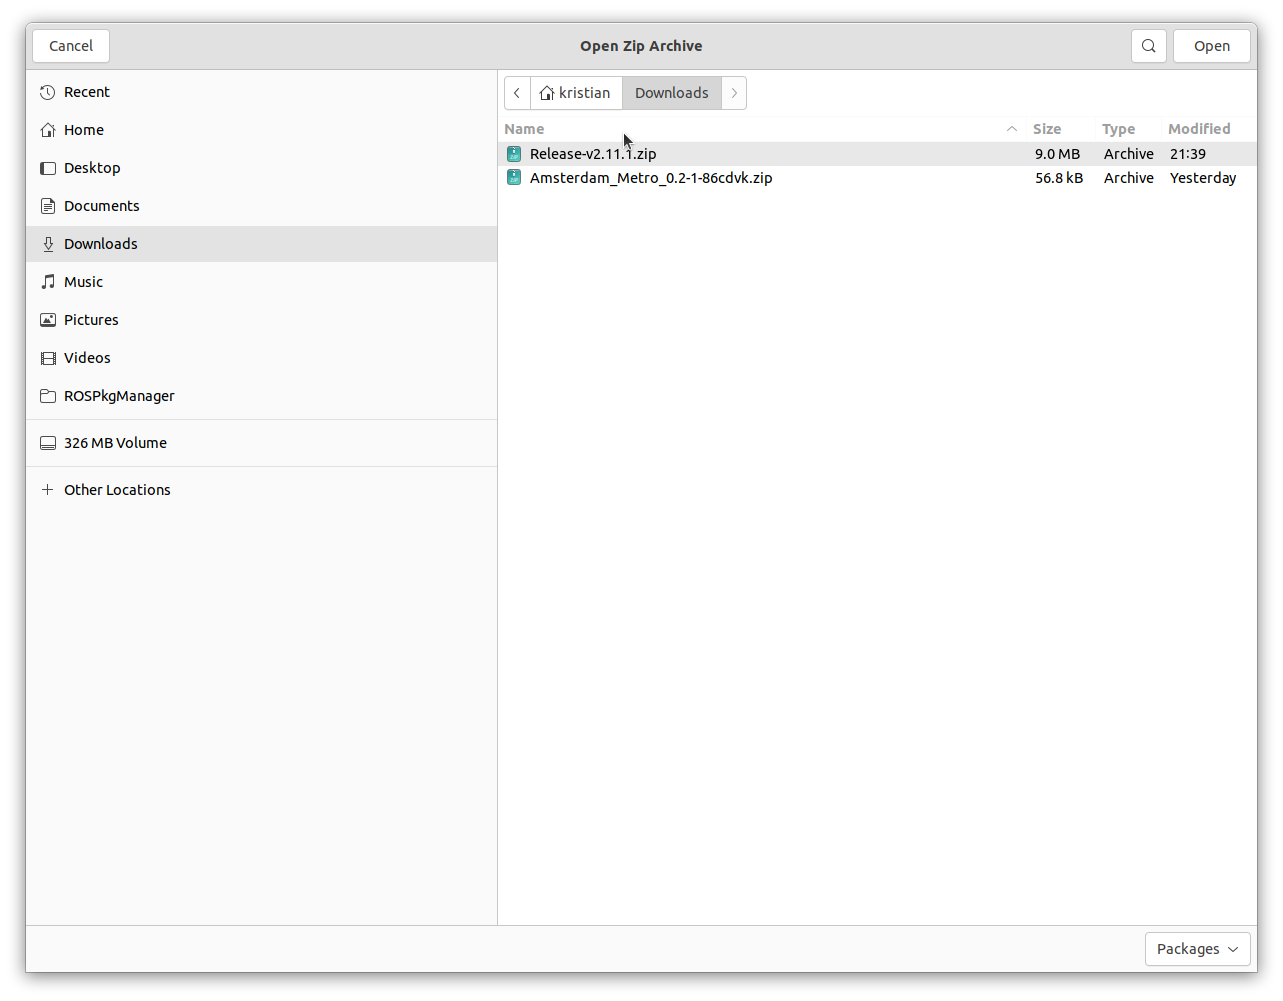 Cancel
Open Zip Archive
Open
Recent
Home
Desktop
Documents
Downloads
Music
Pictures
Videos
ROSPkgManager
326 MB Volume
Other Locations
kristian Downloads
Name Size Type Modified
Release-v2.11.1.zip 9.0 MB Archive 21:39
Amsterdam_Metro_0.2-1-86cdvk.zip 56.8 kB Archive Yesterday
Packages